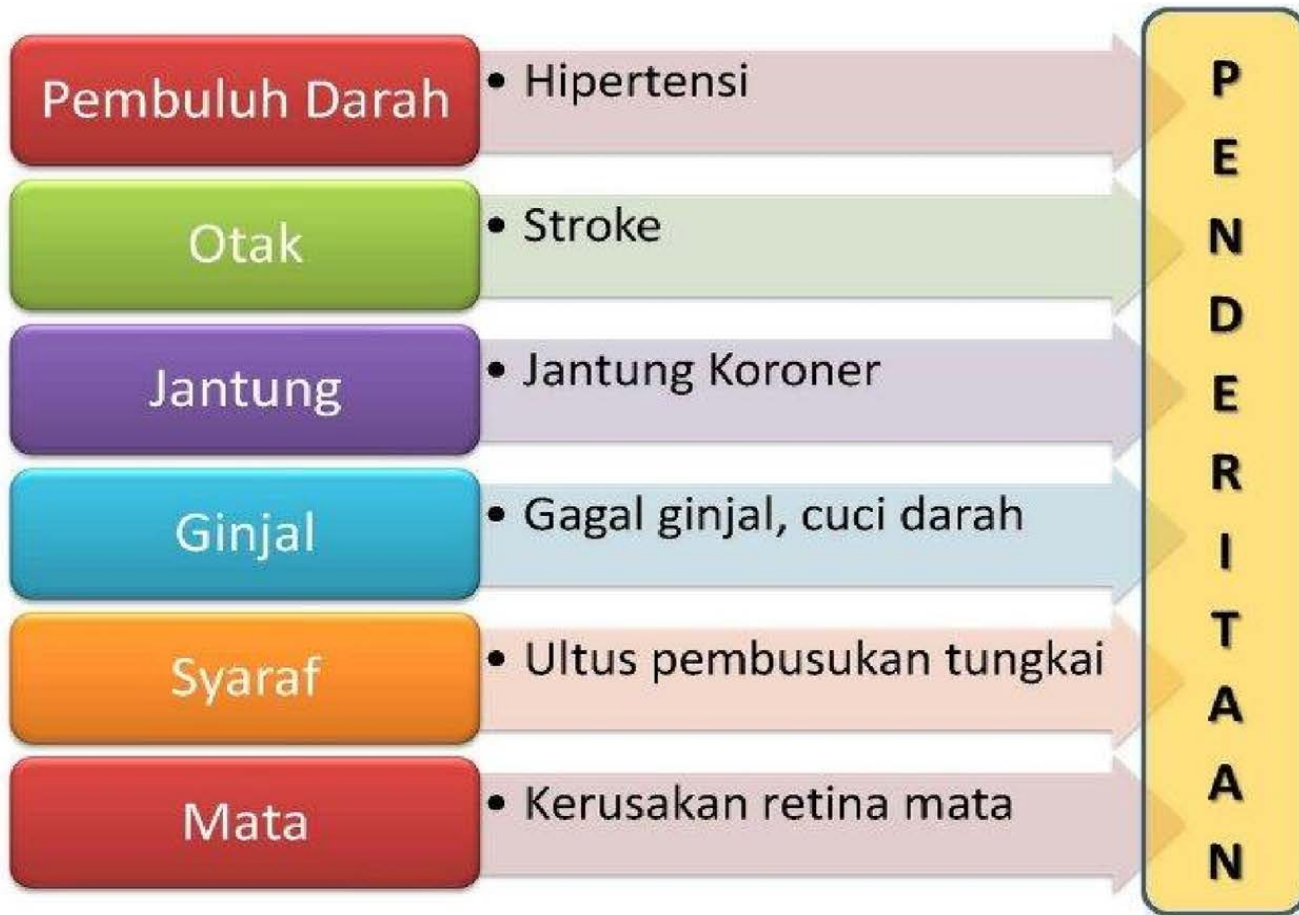 Pembuluh Darah
• Hipertensi
Otak
• Stroke
Jantung
• Jantung Koroner
Ginjal
• Gagal ginjal, cuci darah
Syaraf
• Ultus pembusukan tungkai
Mata
• Kerusakan retina mata
PENDERITAAN